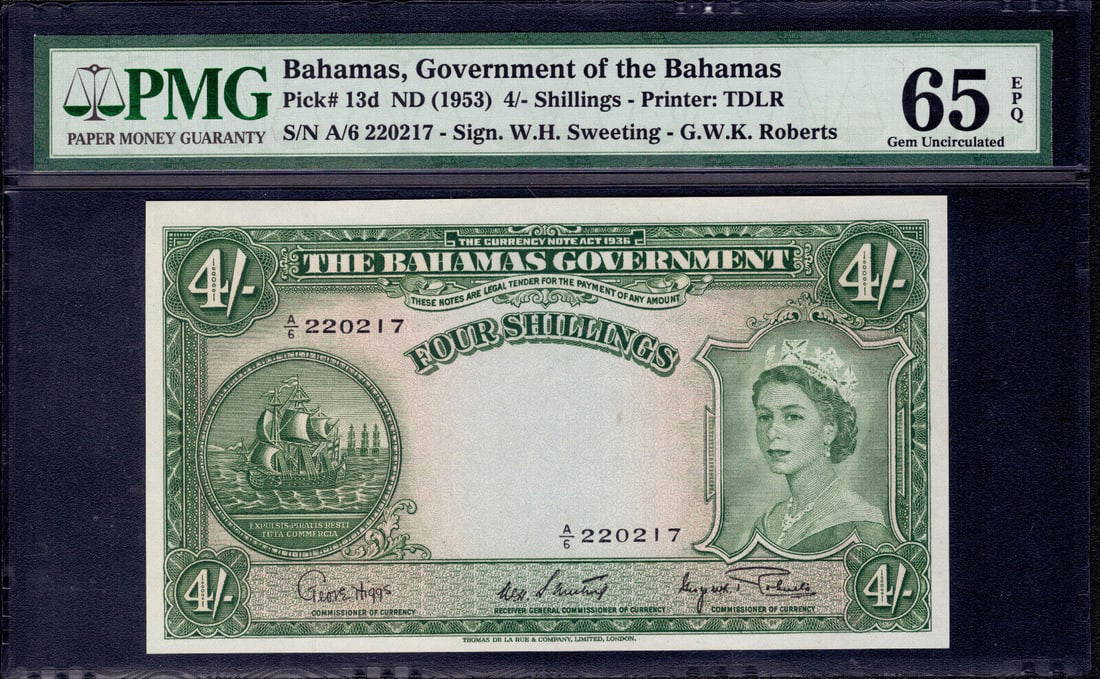 PMG
PAPER MONEY GUARANTY
Bahamas, Government of the Bahamas
Pick# 13d ND (1953) 4/- Shillings - Printer: TDLR
S/N A/6 220217 - Sign. W.H. Sweeting - G.W.K. Roberts
65
EPQ
Gem Uncirculated
THE CURRENCY NOTE ACT 1936
4/-
THE BAHAMAS GOVERNMENT
4/-
THESE NOTES ARE LEGAL TENDER FOR THE PAYMENT OF ANY AMOUNT
A/6 220217
FOUR SHILLINGS
EXPULSIS PIRATIS RESTI
TUTA COMMERCIA
A/6 220217
4/-
Geo. E. Higgs
4/-
COMMISSIONER OF CURRENCY
RECEIVER GENERAL COMMISSIONER OF CURRENCY
COMMISSIONER OF CURRENCY
THOMAS DE LA RUE & COMPANY, LIMITED, LONDON.